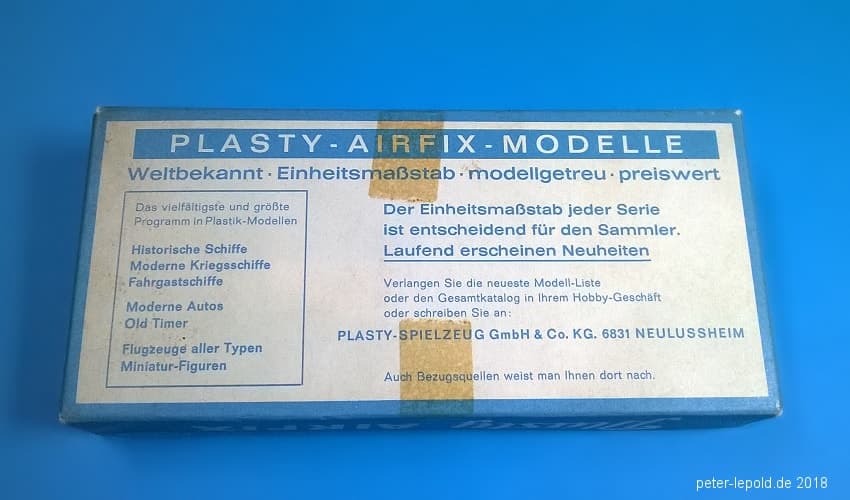 PLASTY-AIRFIX-MODELLE
Weltbekannt · Einheitsmaßstab · modellgetreu · preiswert
Das vielfältigste und größte
Programm in Plastik-Modellen
Historische Schiffe
Moderne Kriegsschiffe
Fahrgastschiffe
Moderne Autos
Old Timer
Flugzeuge aller Typen
Miniatur-Figuren
Der Einheitsmaßstab jeder Serie
ist entscheidend für den Sammler.
Laufend erscheinen Neuheiten
Verlangen Sie die neueste Modell-Liste
oder den Gesamtkatalog in Ihrem Hobby-Geschäft
oder schreiben Sie an:
PLASTY-SPIELZEUG GmbH & Co. KG. 6831 NEULUSSHEIM
Auch Bezugsquellen weist man Ihnen dort nach.
Plasty AIRFIX
peter-lepold.de 2018